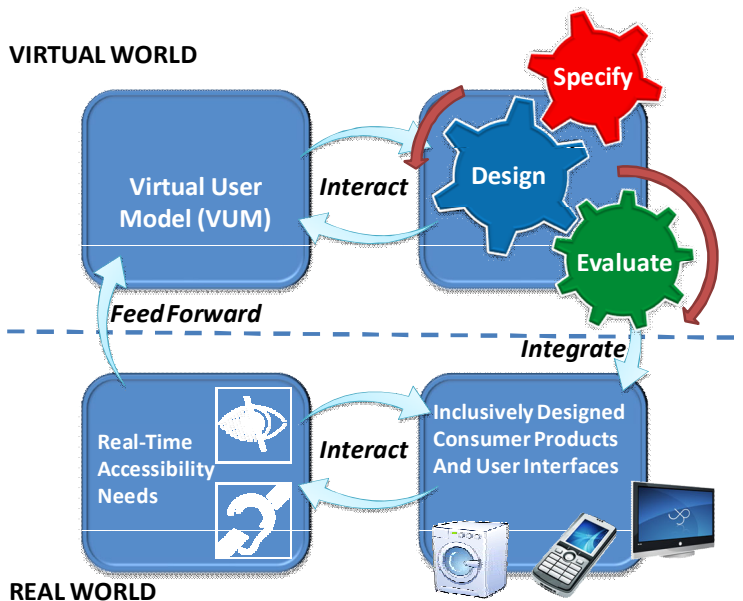 VIRTUAL WORLD
Specify
Virtual User
Model (VUM)
Interact
Design
Evaluate
Feed Forward
Integrate
Real-Time
Accessibility
Needs
Interact
Inclusively Designed
Consumer Products
And User Interfaces
REAL WORLD